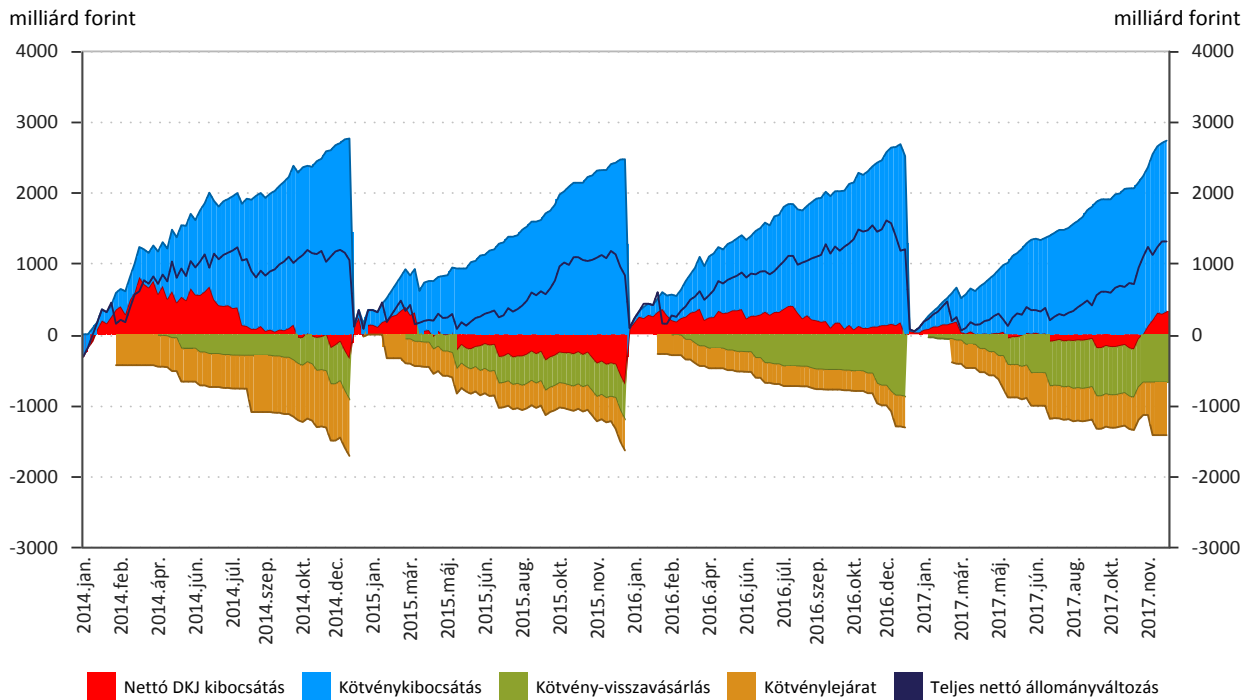 milliárd forint milliárd forint
4000 4000
3000 3000
2000 2000
1000 1000
0 0
-1000 -1000
-2000 -2000
-3000 -3000
2014.jan.
2014.feb.
2014.ápr.
2014.jún.
2014.júl.
2014.szep.
2014.okt.
2014.dec.
2015.jan.
2015.már.
2015.máj.
2015.jún.
2015.aug.
2015.okt.
2015.nov.
2016.jan.
2016.feb.
2016.ápr.
2016.jún.
2016.júl.
2016.szep.
2016.okt.
2016.dec.
2017.jan.
2017.már.
2017.máj.
2017.jún.
2017.aug.
2017.okt.
2017.nov.
Nettó DKJ kibocsátás Kötvénykibocsátás Kötvény-visszavásárlás Kötvénylejárat Teljes nettó állományváltozás